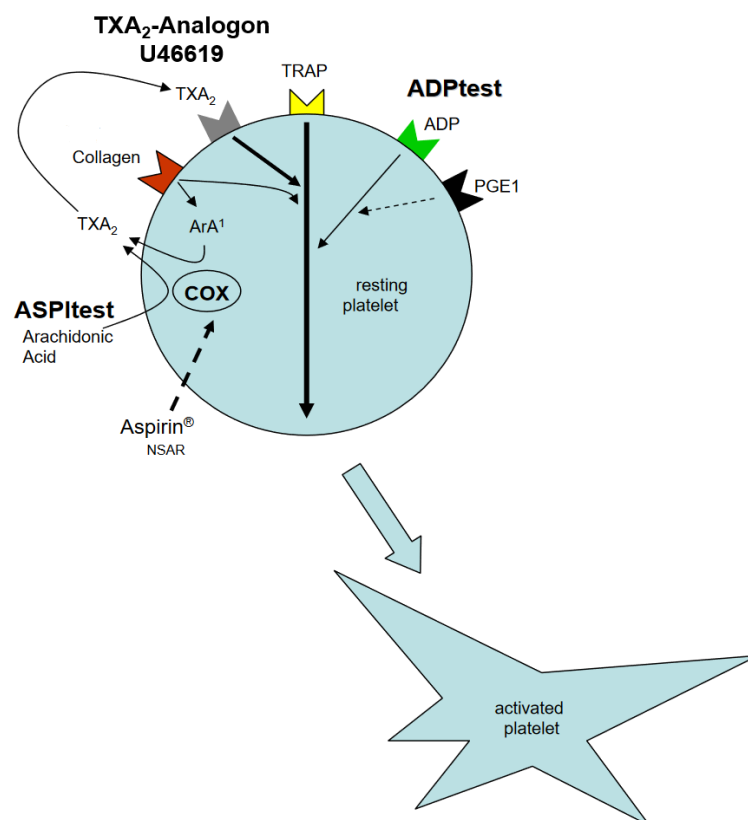 TXA₂-Analogon
U46619
TRAP
ADPtest
TXA₂
ADP
Collagen
PGE1
TXA₂
ArA¹
resting
platelet
COX
ASPItest
Arachidonic
Acid
Aspirin®
NSAR
activated
platelet